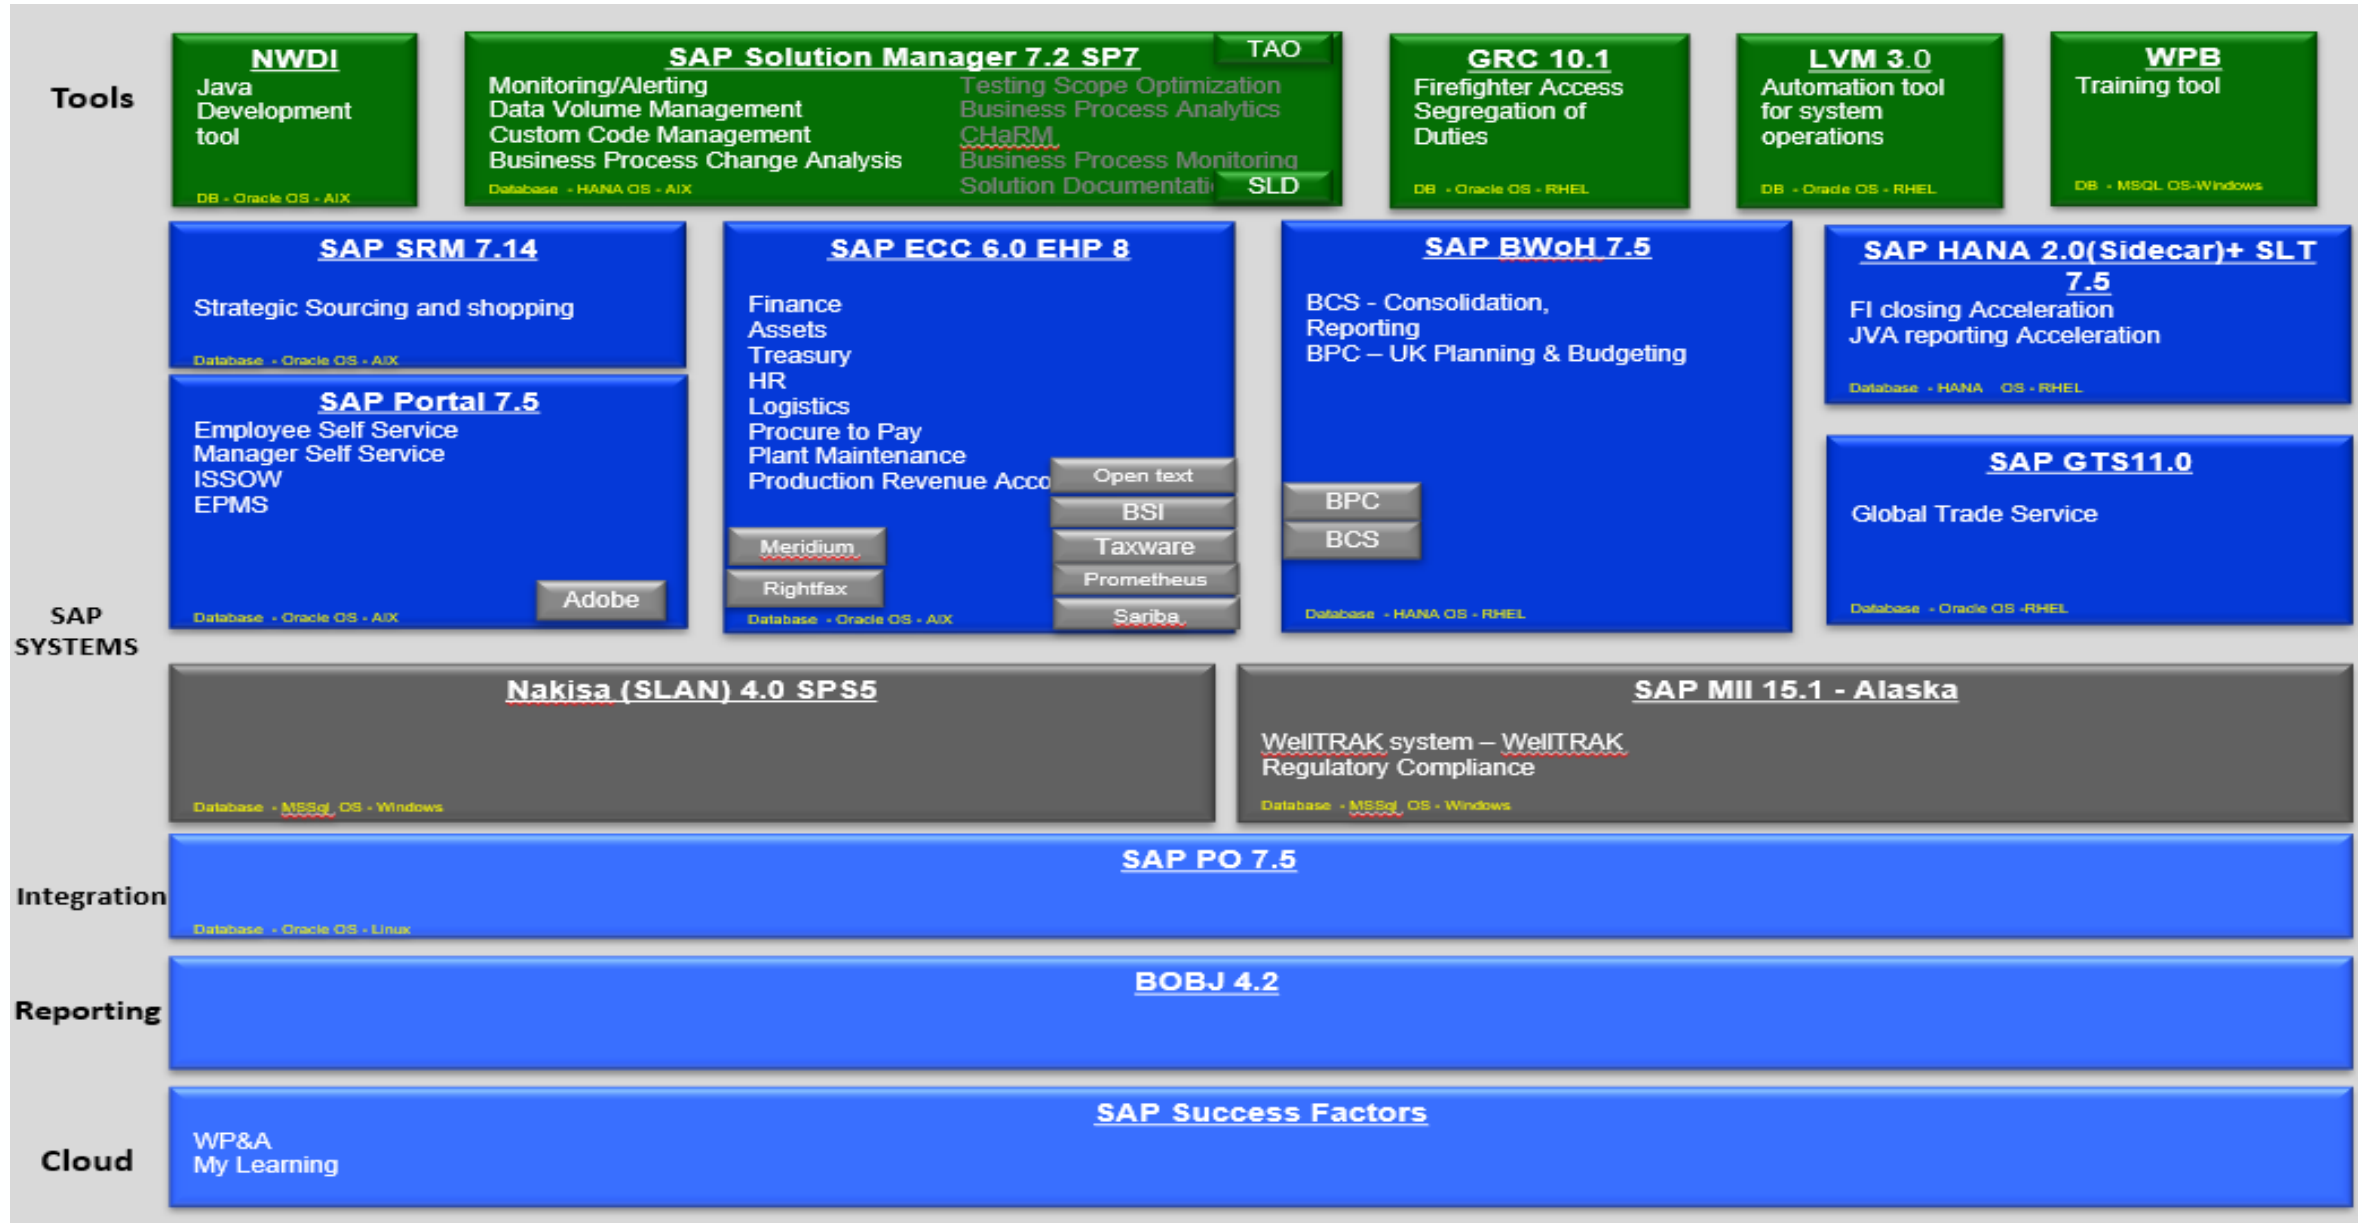 Tools
NWDI
Java
Development
tool
DB - Oracle OS - AIX
SAP Solution Manager 7.2 SP7
TAO
Monitoring/Alerting
Data Volume Management
Custom Code Management
Business Process Change Analysis
Database - HANA OS - AIX
Testing Scope Optimization
Business Process Analytics
CHaRM
Business Process Monitoring
Solution Documentati
SLD
GRC 10.1
Firefighter Access
Segregation of
Duties
DB - Oracle OS - RHEL
LVM 3.0
Automation tool
for system
operations
DB - Oracle OS - RHEL
WPB
Training tool
DB - MSQL OS-Windows
SAP
SYSTEMS
SAP SRM 7.14
Strategic Sourcing and shopping
Database - Oracle OS - AIX
SAP Portal 7.5
Employee Self Service
Manager Self Service
ISSOW
EPMS
Adobe
Database - Oracle OS - AIX
SAP ECC 6.0 EHP 8
Finance
Assets
Treasury
HR
Logistics
Procure to Pay
Plant Maintenance
Production Revenue Acco
Open text
BSI
Taxware
Prometheus
Sariba
Meridium
Rightfax
Database - Oracle OS - AIX
SAP BWoH 7.5
BCS - Consolidation,
Reporting
BPC – UK Planning & Budgeting
BPC
BCS
Database - HANA OS - RHEL
SAP HANA 2.0(Sidecar)+ SLT
7.5
FI closing Acceleration
JVA reporting Acceleration
Database - HANA OS - RHEL
SAP GTS11.0
Global Trade Service
Database - Oracle OS -RHEL
Nakisa (SLAN) 4.0 SPS5
Database - MSSql OS - Windows
SAP MII 15.1 - Alaska
WellTRAK system – WellTRAK
Regulatory Compliance
Database - MSSql OS - Windows
Integration
SAP PO 7.5
Database - Oracle OS - Linux
Reporting
BOBJ 4.2
Cloud
SAP Success Factors
WP&A
My Learning